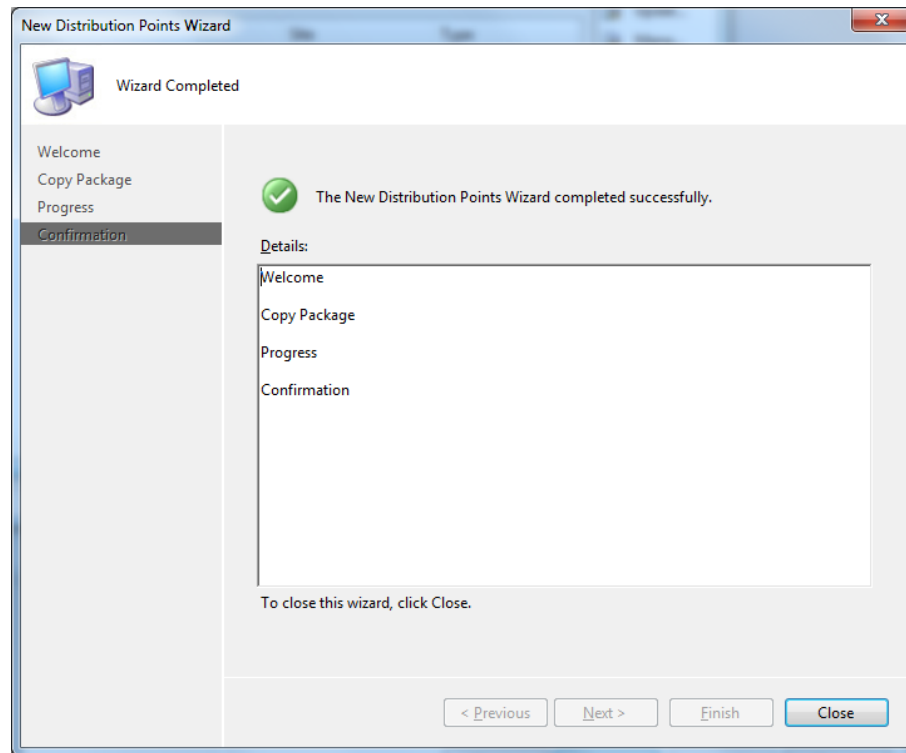 New Distribution Points Wizard
Wizard Completed
Welcome
Copy Package
Progress
Confirmation
The New Distribution Points Wizard completed successfully.
Details:
Welcome
Copy Package
Progress
Confirmation
To close this wizard, click Close.
< Previous
Next >
Finish
Close